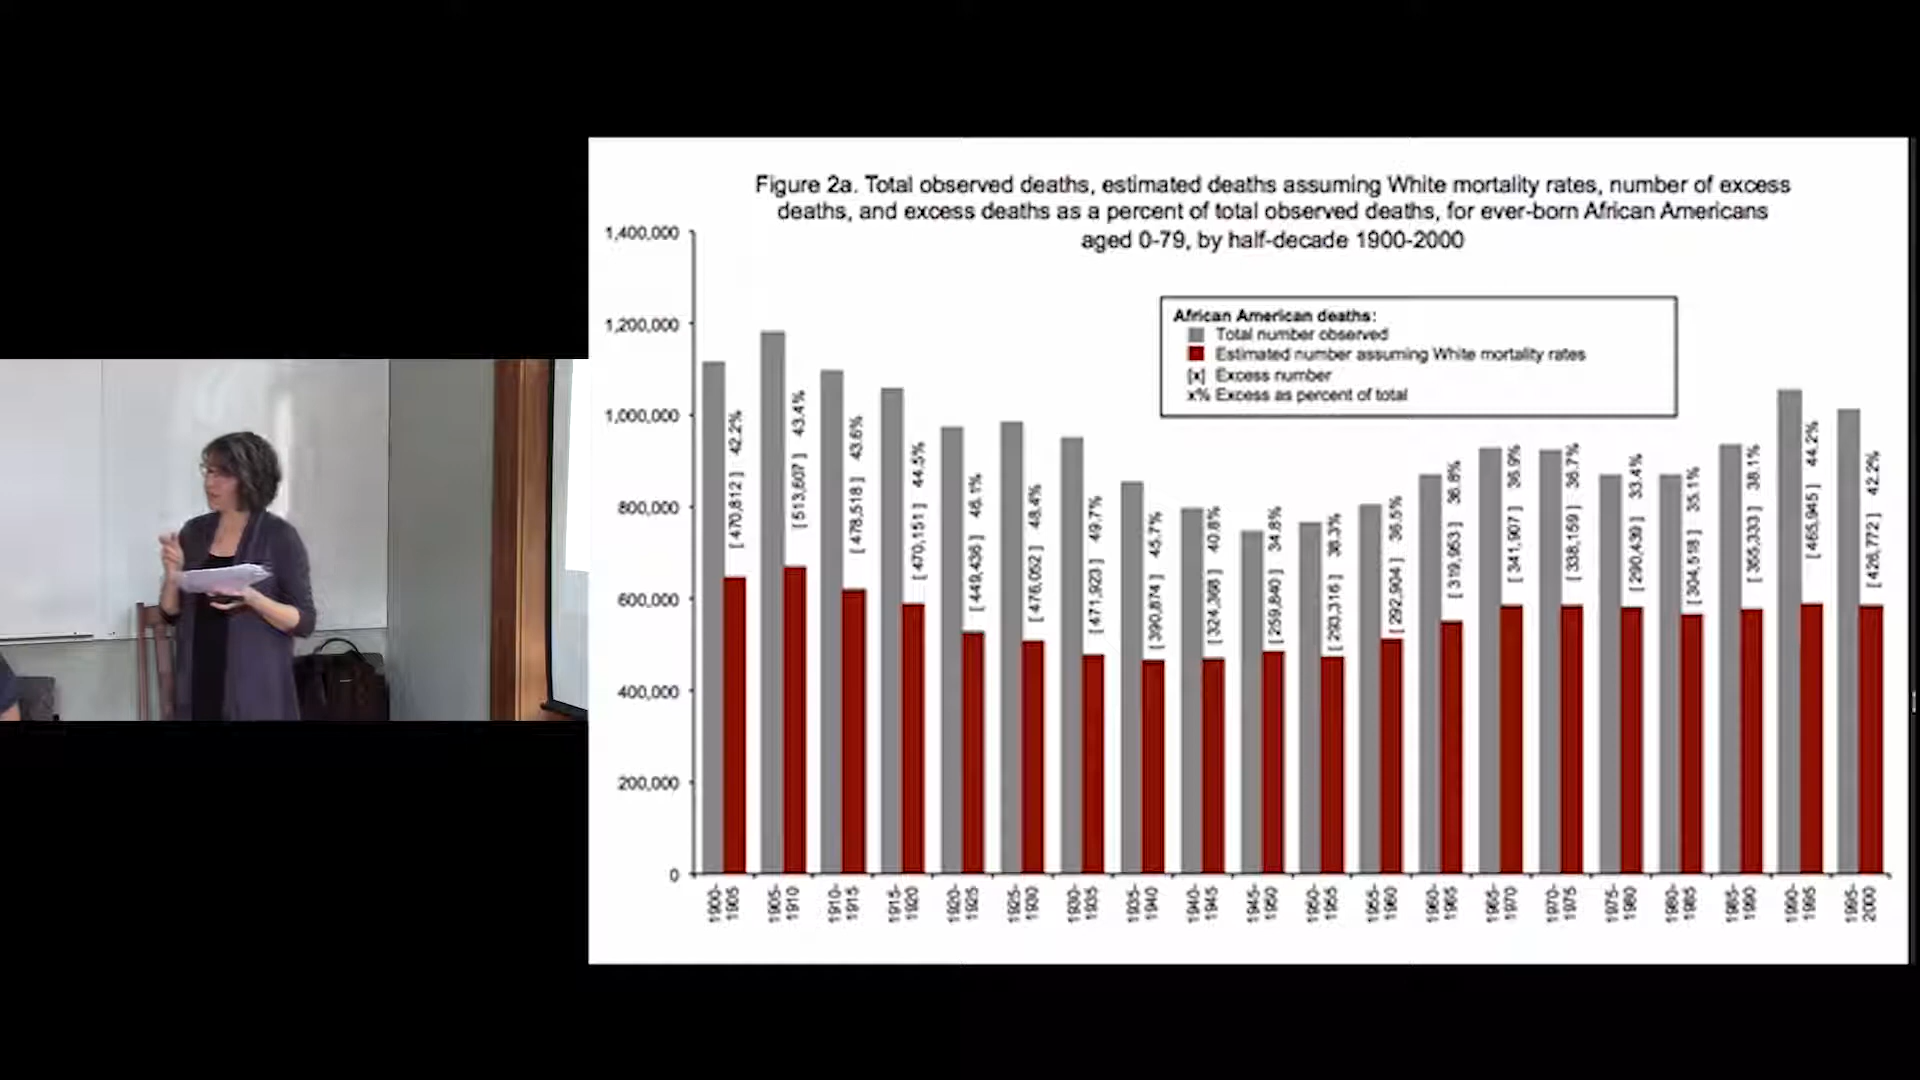 Figure 2a. Total observed deaths, estimated deaths assuming White mortality rates, number of excess
deaths, and excess deaths as a percent of total observed deaths, for ever-born African Americans
aged 0-79, by half-decade 1900-2000
1,400,000
1,200,000
1,000,000
800,000
600,000
400,000
200,000
0
African American deaths:
Total number observed
Estimated number assuming White mortality rates
[x] Excess number
x% Excess as percent of total
[ 470,812 ] 42.2%
[ 513,607 ] 43.4%
[ 478,518 ] 43.6%
[ 470,151 ] 44.5%
[ 449,436 ] 46.1%
[ 476,052 ] 48.4%
[ 471,923 ] 49.7%
[ 390,874 ] 45.7%
[ 324,368 ] 40.8%
[ 259,840 ] 34.8%
[ 293,316 ] 38.3%
[ 292,904 ] 36.5%
[ 319,953 ] 36.8%
[ 341,907 ] 36.9%
[ 338,159 ] 36.7%
[ 290,439 ] 33.4%
[ 304,518 ] 35.1%
[ 355,333 ] 38.1%
[ 465,945 ] 44.2%
[ 426,772 ] 42.2%
1900-
1905
1905-
1910
1910-
1915
1915-
1920
1920-
1925
1925-
1930
1930-
1935
1935-
1940
1940-
1945
1945-
1950
1950-
1955
1955-
1960
1960-
1965
1965-
1970
1970-
1975
1975-
1980
1980-
1985
1985-
1990
1990-
1995
1995-
2000